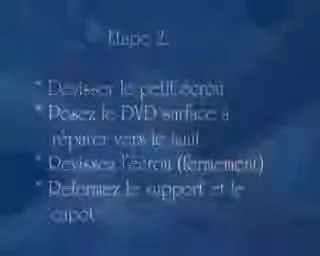 Etape 2
* Devisser le petit écrou
* Posez le DVD surface à
réparer vers le haut
* Revissez l'écrou (fermement)
* Refermez le support et le
capot